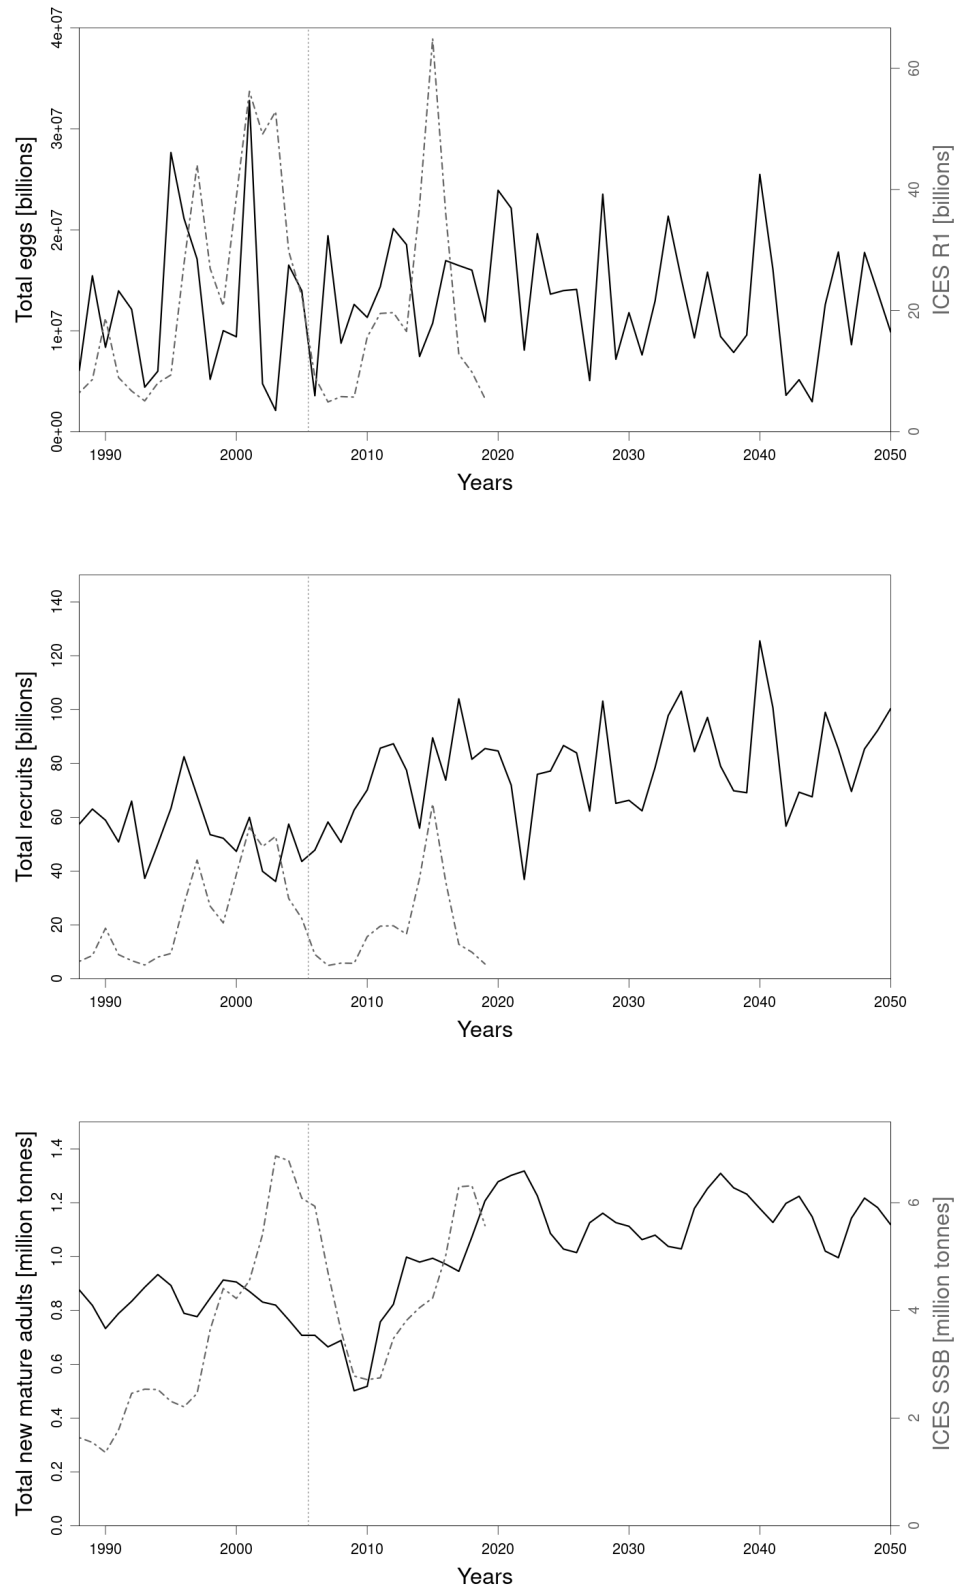 Total eggs [billions]
0e+00 1e+07 2e+07 3e+07 4e+07
ICES R1 [billions]
0 20 40 60
1990 2000 2010 2020 2030 2040 2050
Years
Total recruits [billions]
0 20 40 60 80 100 120 140
1990 2000 2010 2020 2030 2040 2050
Years
Total new mature adults [million tonnes]
0.0 0.2 0.4 0.6 0.8 1.0 1.2 1.4
ICES SSB [million tonnes]
0 2 4 6
1990 2000 2010 2020 2030 2040 2050
Years